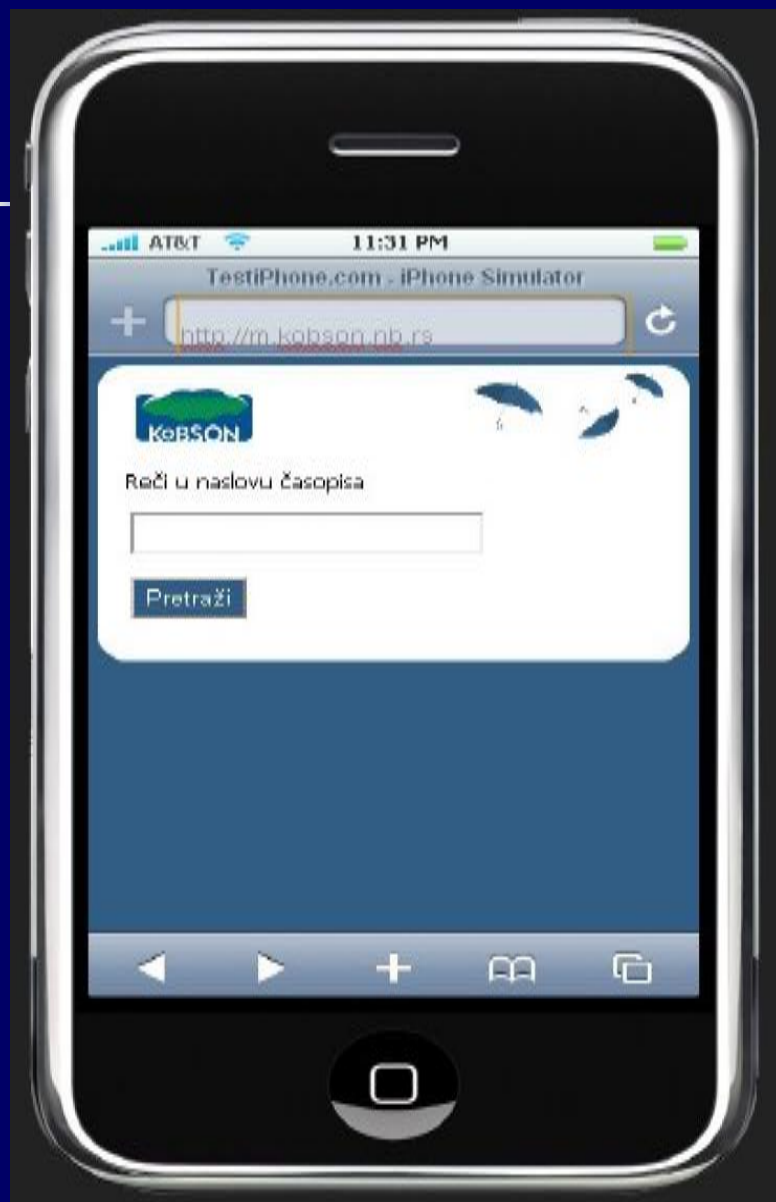 AT&T 11:31 PM
TestiPhone.com - iPhone Simulator
http://m.kobson.nb.rs
KoBSON
Reči u naslovu časopisa
Pretraži